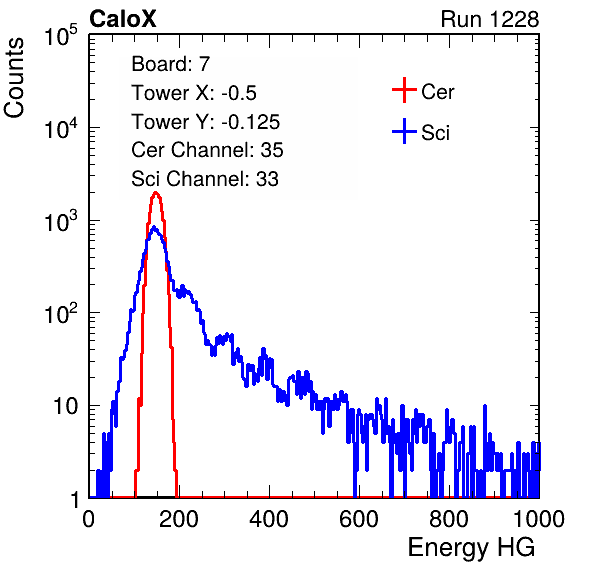 CaloX Run 1228
Counts
10^5
10^4
10^3
10^2
10
1
Board: 7
Tower X: -0.5
Tower Y: -0.125
Cer Channel: 35
Sci Channel: 33
Cer
Sci
0 200 400 600 800 1000
Energy HG